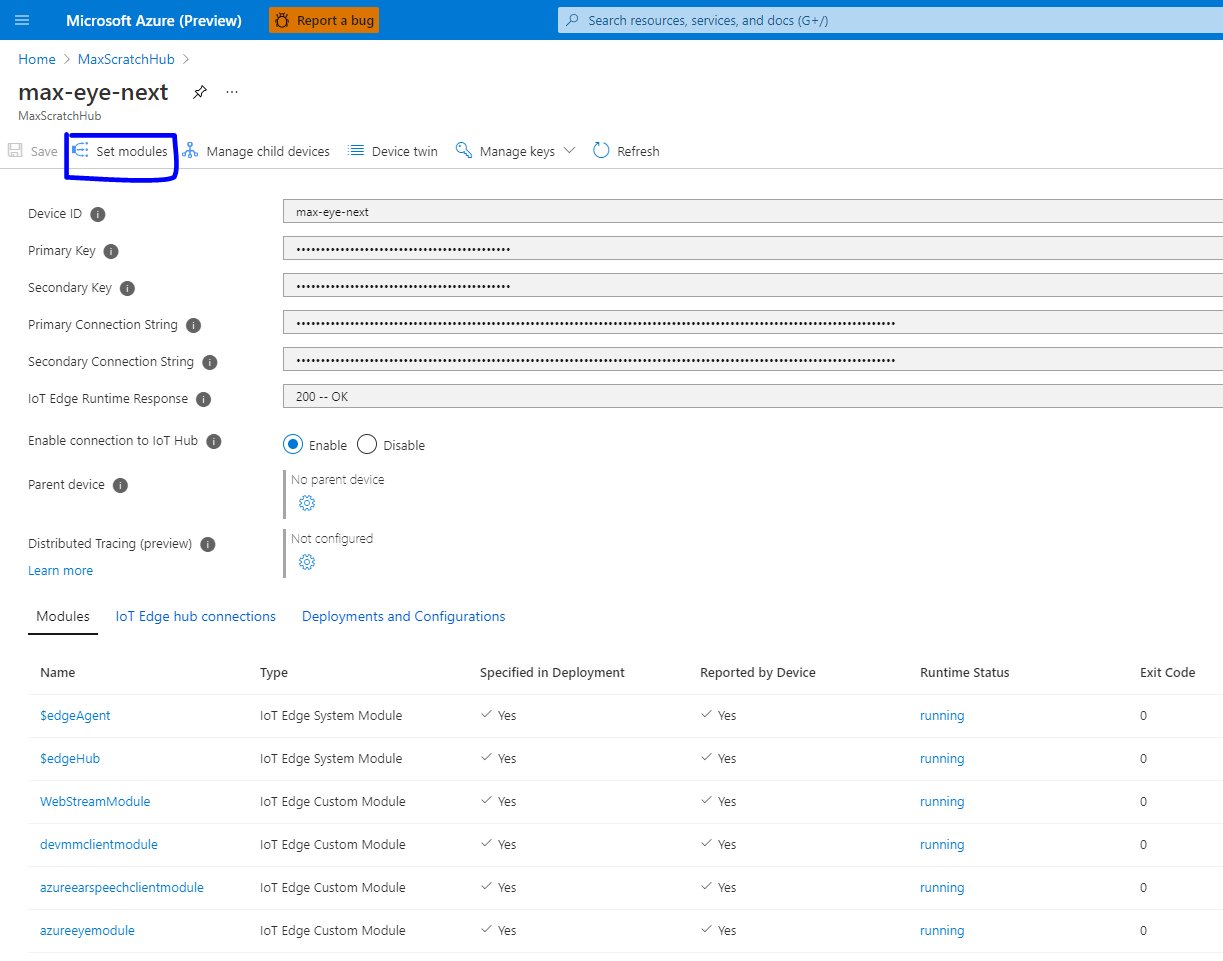 Microsoft Azure (Preview) Report a bug Search resources, services, and docs (G+/)
Home > MaxScratchHub >
max-eye-next ...
MaxScratchHub
Save Set modules Manage child devices Device twin Manage keys Refresh
Device ID max-eye-next
Primary Key
Secondary Key
Primary Connection String
Secondary Connection String
IoT Edge Runtime Response 200 -- OK
Enable connection to IoT Hub Enable Disable
Parent device No parent device
Distributed Tracing (preview) Not configured
Learn more
Modules IoT Edge hub connections Deployments and Configurations
Name Type Specified in Deployment Reported by Device Runtime Status Exit Code
$edgeAgent IoT Edge System Module Yes Yes running 0
$edgeHub IoT Edge System Module Yes Yes running 0
WebStreamModule IoT Edge Custom Module Yes Yes running 0
devmmclientmodule IoT Edge Custom Module Yes Yes running 0
azureearspeechclientmodule IoT Edge Custom Module Yes Yes running 0
azureeyemodule IoT Edge Custom Module Yes Yes running 0